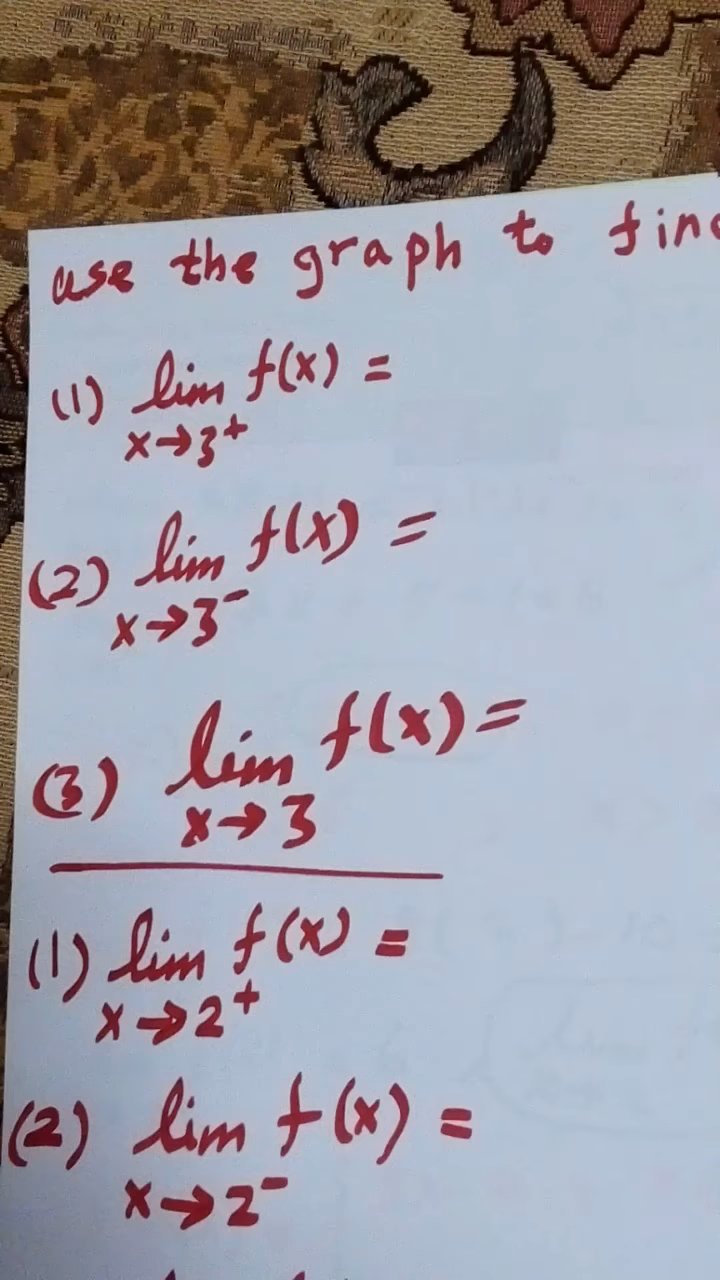 use the graph to find
(1) lim f(x) =
x→3⁺
(2) lim f(x) =
x→3⁻
(3) lim f(x) =
x→3
(1) lim f(x) =
x→2⁺
(2) lim f(x) =
x→2⁻